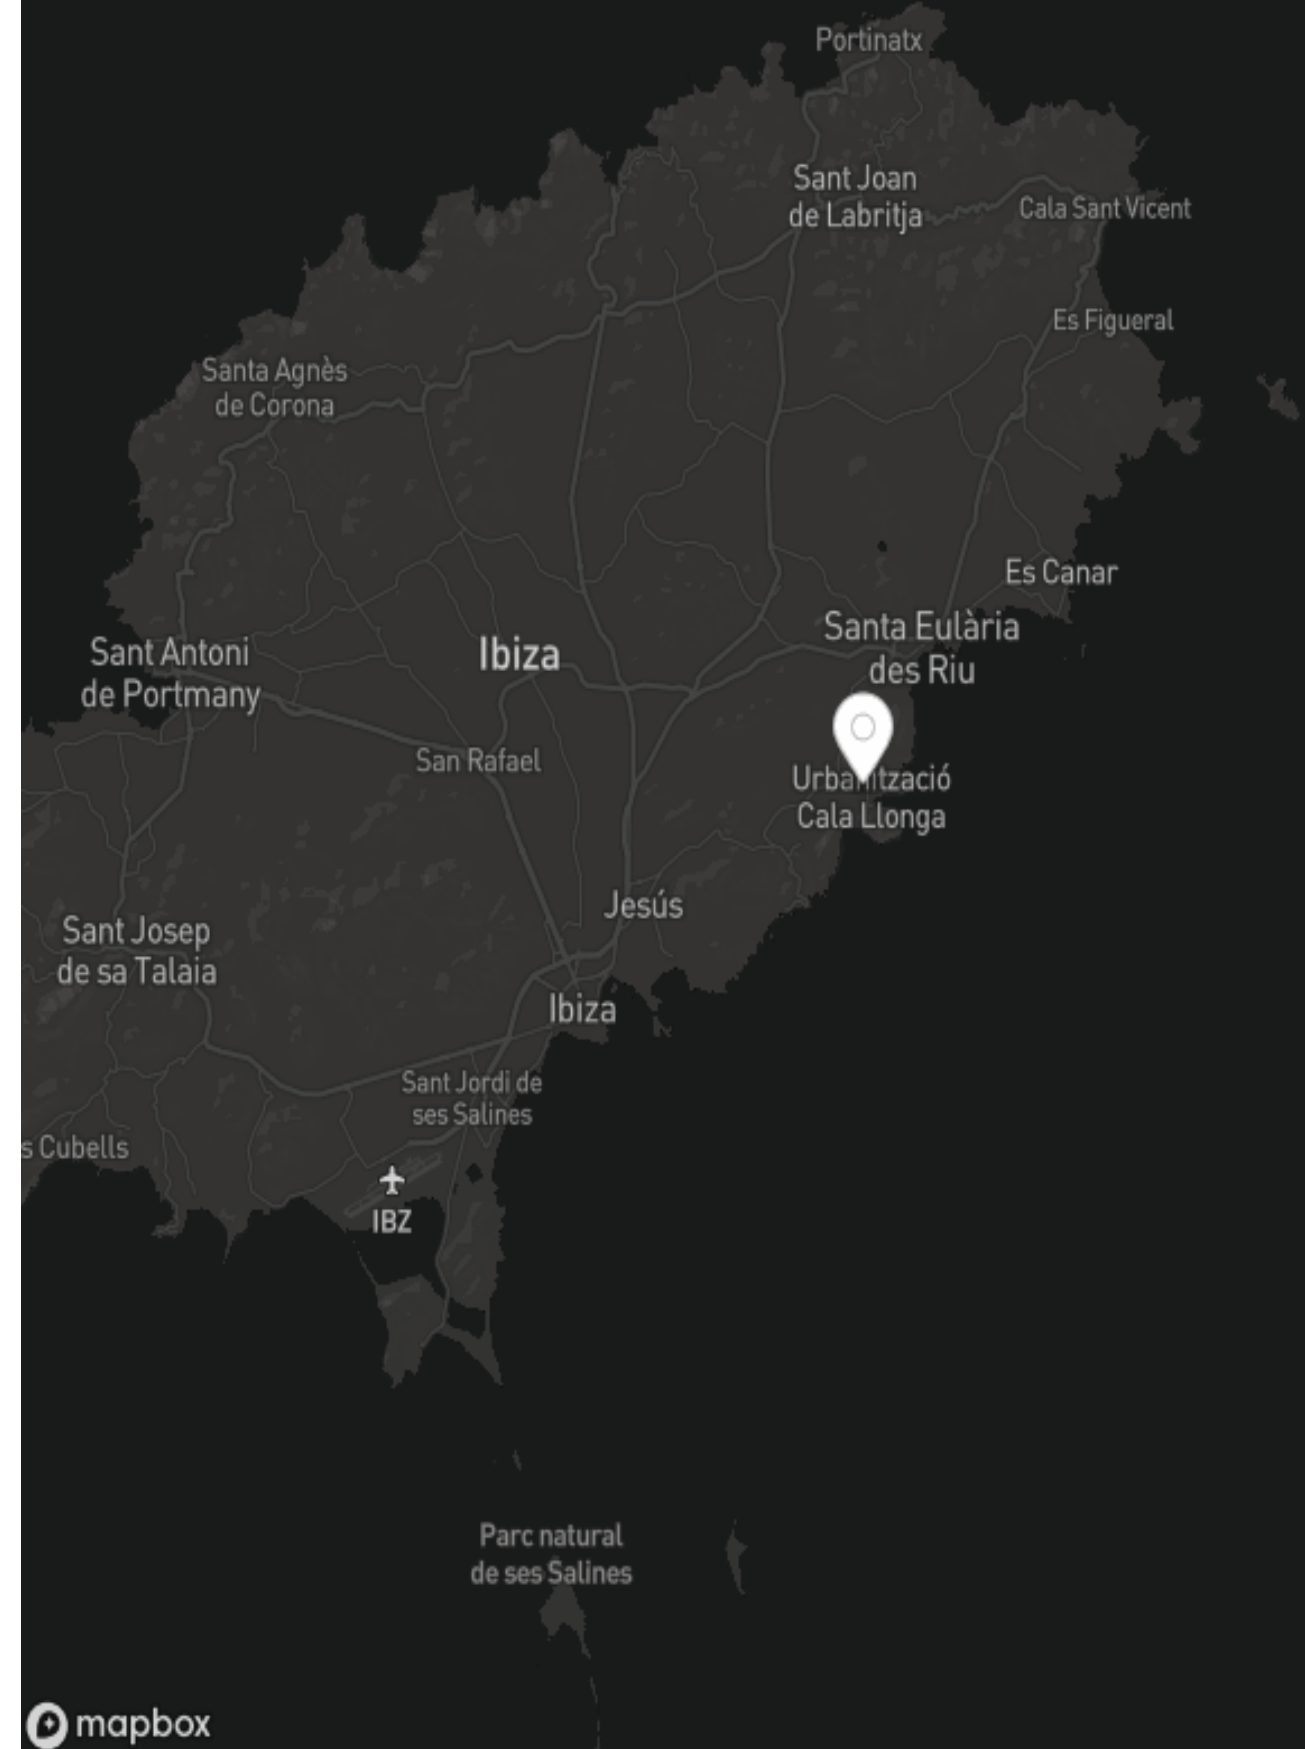 Portinatx
Sant Joan
de Labritja
Cala Sant Vicent
Es Figueral
Santa Agnès
de Corona
Es Canar
Santa Eulària
des Riu
Sant Antoni
de Portmany
Ibiza
San Rafael
Urbanització
Cala Llonga
Jesús
Sant Josep
de sa Talaia
Ibiza
Sant Jordi de
ses Salines
s Cubells
IBZ
Parc natural
de ses Salines
mapbox